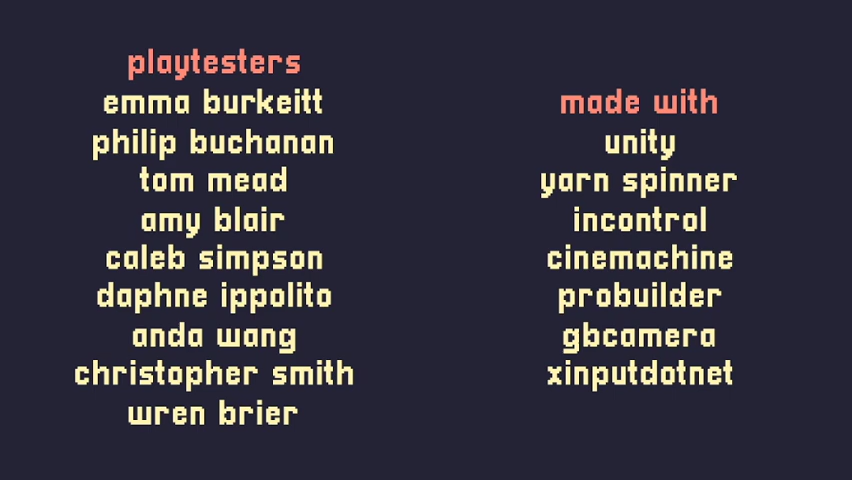 playtesters
emma burkeitt
philip buchanan
tom mead
amy blair
caleb simpson
daphne ippolito
anda wang
christopher smith
wren brier
made with
unity
yarn spinner
incontrol
cinemachine
probuilder
gbcamera
xinputdotnet